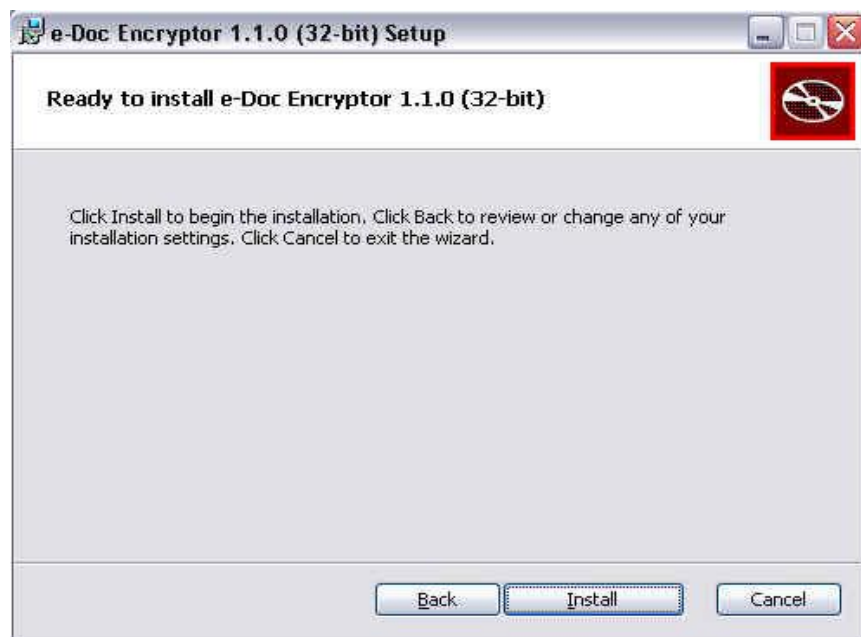 e-Doc Encryptor 1.1.0 (32-bit) Setup
Ready to install e-Doc Encryptor 1.1.0 (32-bit)
Click Install to begin the installation. Click Back to review or change any of your
installation settings. Click Cancel to exit the wizard.
Back Install Cancel